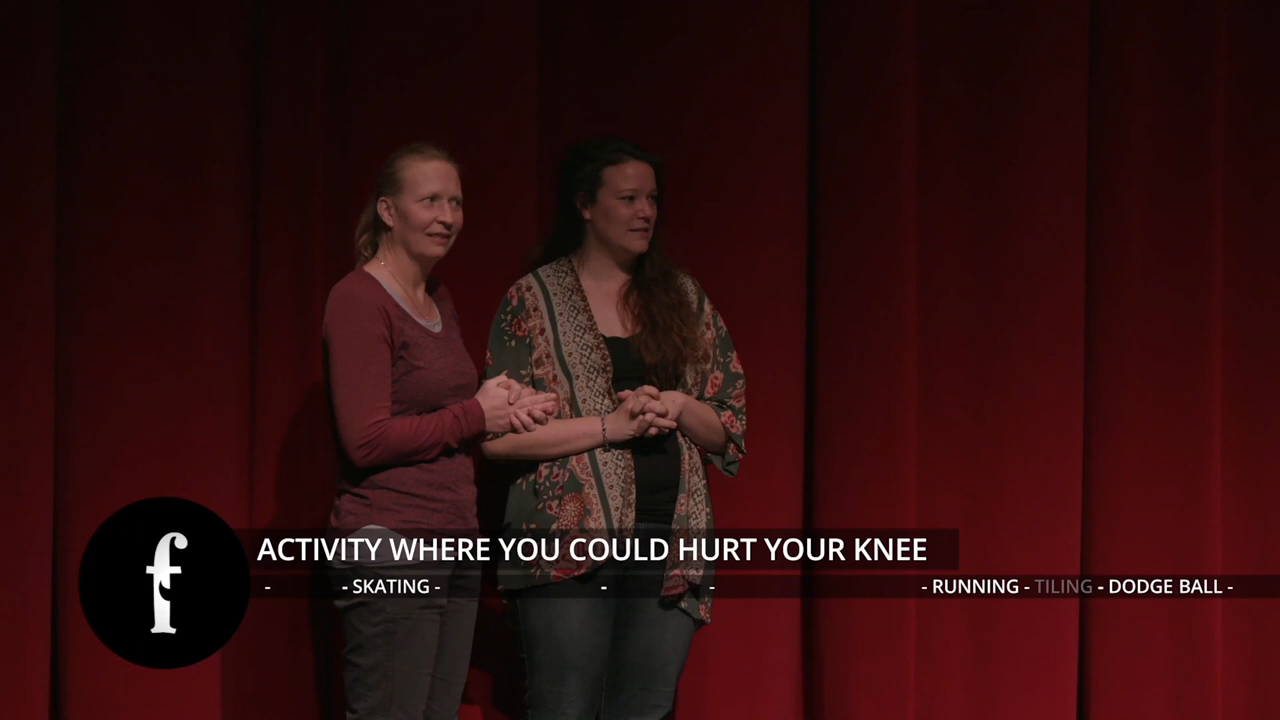 f
ACTIVITY WHERE YOU COULD HURT YOUR KNEE
- - SKATING - - - - RUNNING - TILING - DODGE BALL -